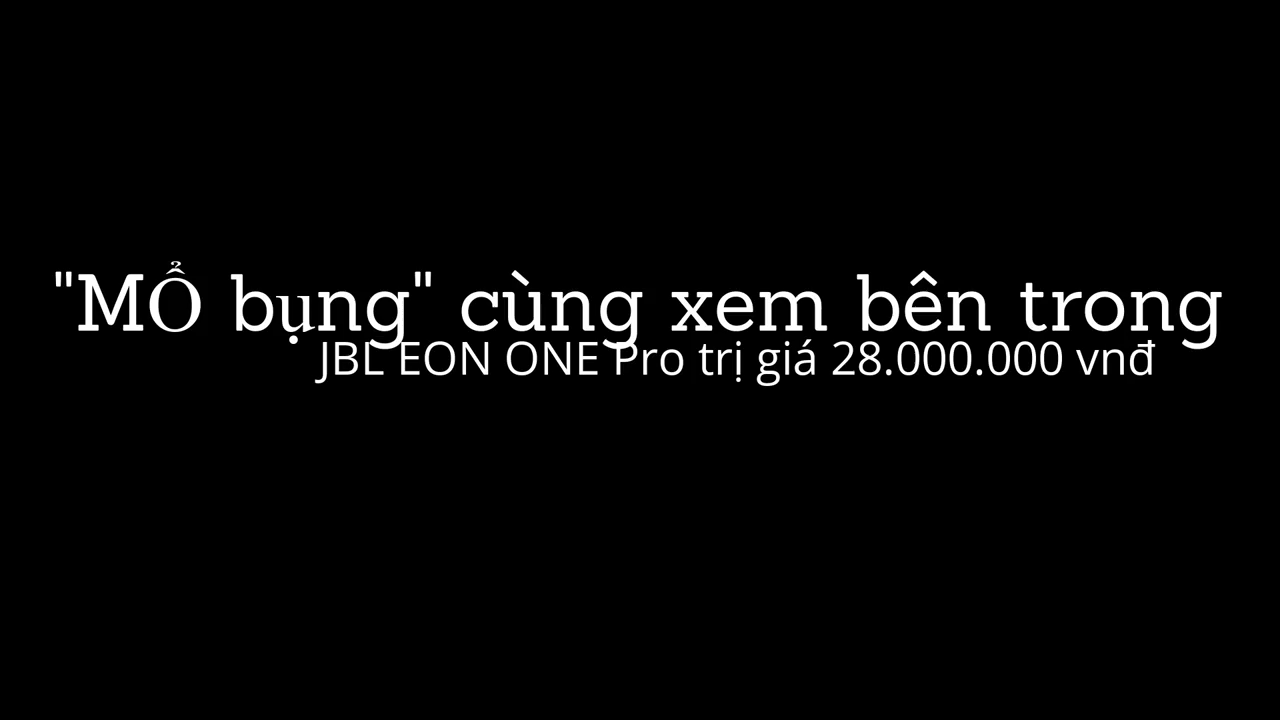 "MỔ bụng" cùng xem bên trong
JBL EON ONE Pro trị giá 28.000.000 vnđ